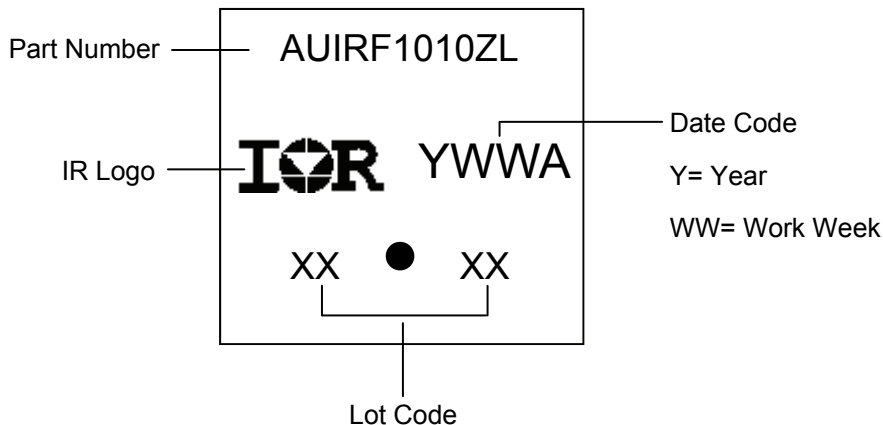 Part Number
AUIRF1010ZL
IR Logo
IOR
YWWA
Date Code
Y= Year
WW= Work Week
XX
XX
Lot Code